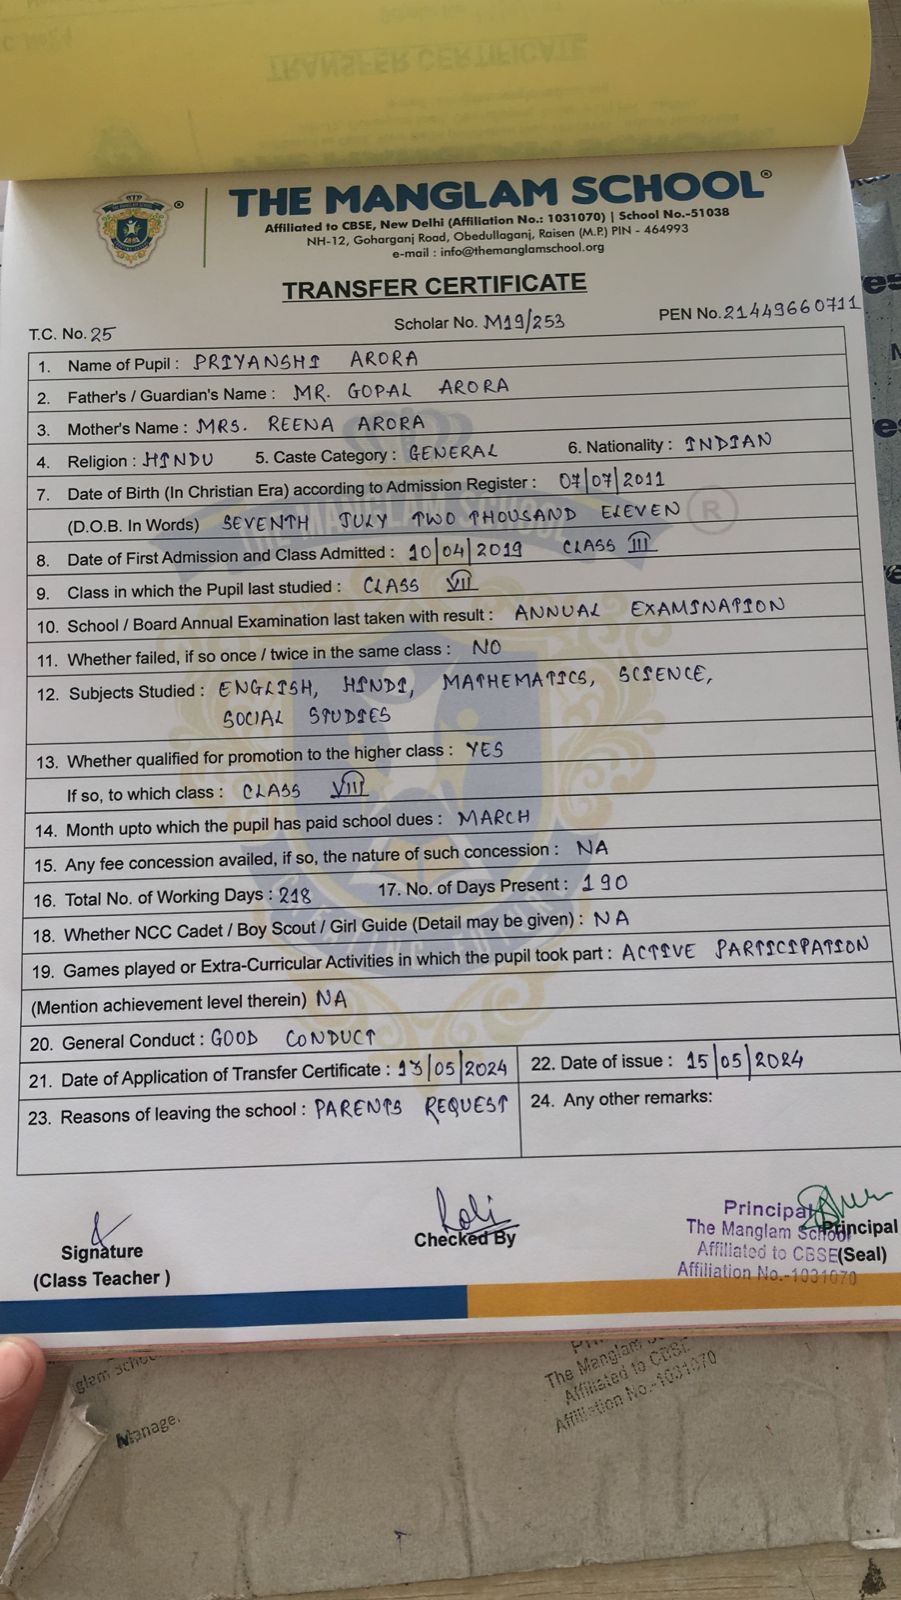 THE MANGLAM SCHOOL®
Affiliated to CBSE, New Delhi (Affiliation No.: 1031070) | School No.-51038
NH-12, Goharganj Road, Obedullaganj, Raisen (M.P.) PIN - 464993
e-mail : info@themanglamschool.org
TRANSFER CERTIFICATE
T.C. No. 25 Scholar No. M19/253 PEN No. 21449660711
1. Name of Pupil : PRIYANSHI ARORA
2. Father's / Guardian's Name : MR. GOPAL ARORA
3. Mother's Name : MRS. REENA ARORA
4. Religion : HINDU 5. Caste Category : GENERAL 6. Nationality : INDIAN
7. Date of Birth (In Christian Era) according to Admission Register : 07/07/2011
(D.O.B. In Words) SEVENTH JULY TWO THOUSAND ELEVEN
8. Date of First Admission and Class Admitted : 10/04/2019 CLASS III
9. Class in which the Pupil last studied : CLASS VII
10. School / Board Annual Examination last taken with result : ANNUAL EXAMINATION
11. Whether failed, if so once / twice in the same class : NO
12. Subjects Studied : ENGLISH, HINDI, MATHEMATICS, SCIENCE,
SOCIAL STUDIES
13. Whether qualified for promotion to the higher class : YES
If so, to which class : CLASS VIII
14. Month upto which the pupil has paid school dues : MARCH
15. Any fee concession availed, if so, the nature of such concession : NA
16. Total No. of Working Days : 218 17. No. of Days Present : 190
18. Whether NCC Cadet / Boy Scout / Girl Guide (Detail may be given) : NA
19. Games played or Extra-Curricular Activities in which the pupil took part : ACTIVE PARTICIPATION
(Mention achievement level therein) NA
20. General Conduct : GOOD CONDUCT
21. Date of Application of Transfer Certificate : 13/05/2024 22. Date of issue : 15/05/2024
23. Reasons of leaving the school : PARENTS REQUEST 24. Any other remarks:
Signature
(Class Teacher )
Checked By
Principal
(Seal)
Principal
The Manglam School
Affiliated to CBSE
Affiliation No.-1031070
glam School
Manage
The Manglam
Affiliated to CBSE
Affiliation No.-1031070